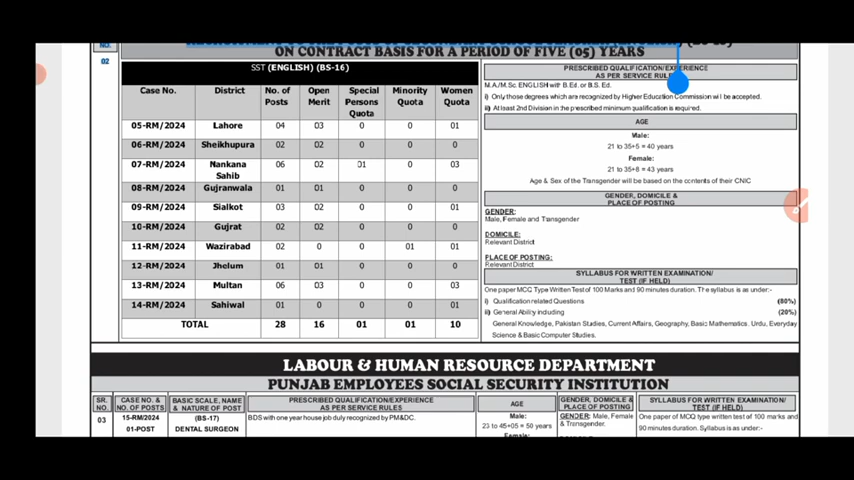 NO.
ON CONTRACT BASIS FOR A PERIOD OF FIVE (05) YEARS
02
SST (ENGLISH) (BS-16)
Case No. District No. of Posts Open Merit Special Persons Quota Minority Quota Women Quota
05-RM/2024 Lahore 04 03 0 0 01
06-RM/2024 Sheikhupura 02 02 0 0 0
07-RM/2024 Nankana Sahib 06 02 01 0 03
08-RM/2024 Gujranwala 01 01 0 0 0
09-RM/2024 Sialkot 03 02 0 0 01
10-RM/2024 Gujrat 02 02 0 0 0
11-RM/2024 Wazirabad 02 0 0 01 01
12-RM/2024 Jhelum 01 01 0 0 0
13-RM/2024 Multan 06 03 0 0 03
14-RM/2024 Sahiwal 01 0 0 0 01
TOTAL 28 16 01 01 10
PRESCRIBED QUALIFICATION/EXPERIENCE
AS PER SERVICE RULES
M.A./M.Sc. ENGLISH with B.Ed. or B.S. Ed.
i) Only those degrees which are recognized by Higher Education Commission will be accepted.
ii) At least 2nd Division in the prescribed minimum qualification is required.
AGE
Male:
21 to 35+5 = 40 years
Female:
21 to 35+8 = 43 years
Age & Sex of the Transgender will be based on the contents of their CNIC
GENDER, DOMICILE &
PLACE OF POSTING
GENDER:
Male, Female and Transgender
DOMICILE:
Relevant District
PLACE OF POSTING:
Relevant District
SYLLABUS FOR WRITTEN EXAMINATION/
TEST (IF HELD)
One paper MCQ Type Written Test of 100 Marks and 90 minutes duration. The syllabus is as under:-
i) Qualification related Questions (80%)
ii) General Ability including (20%)
General Knowledge, Pakistan Studies, Current Affairs, Geography, Basic Mathematics. Urdu, Everyday
Science & Basic Computer Studies.
LABOUR & HUMAN RESOURCE DEPARTMENT
PUNJAB EMPLOYEES SOCIAL SECURITY INSTITUTION
SR. NO. CASE NO. & NO. OF POSTS BASIC SCALE, NAME & NATURE OF POST PRESCRIBED QUALIFICATION/EXPERIENCE AS PER SERVICE RULES AGE GENDER, DOMICILE & PLACE OF POSTING SYLLABUS FOR WRITTEN EXAMINATION/ TEST (IF HELD)
03 15-RM/2024 (BS-17) BDS with one year house job duly recognized by PM&DC. Male: GENDER: Male, Female One paper of MCQ type written test of 100 marks and
01-POST DENTAL SURGEON 23 to 45+05 = 50 years & Transgender. 90 minutes duration. Syllabus is as under:-
Female: